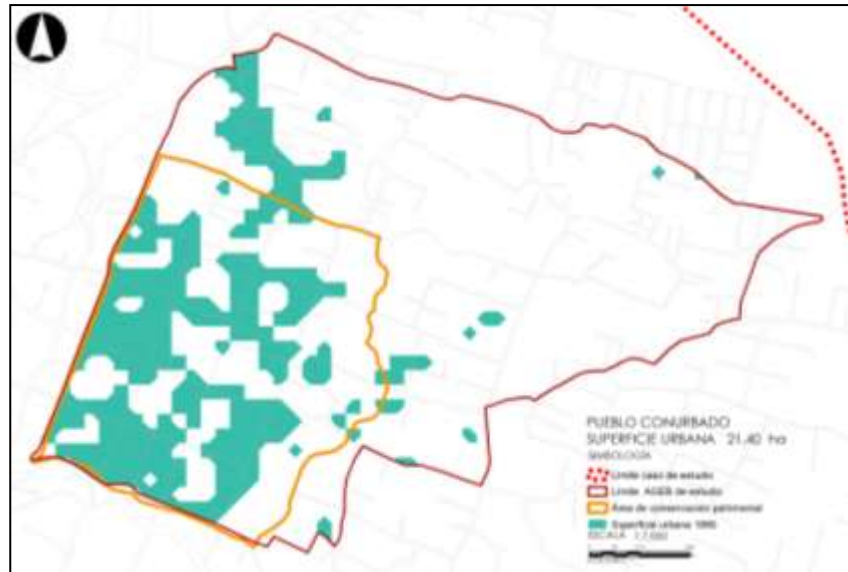 PUEBLO CONURBADO
SUPERFICIE URBANA 21.40 ha
SIMBOLOGÍA
Límite caso de estudio
Límite AGEB de estudio
Área de conservación patrimonial
Superficie urbana
ESCALA